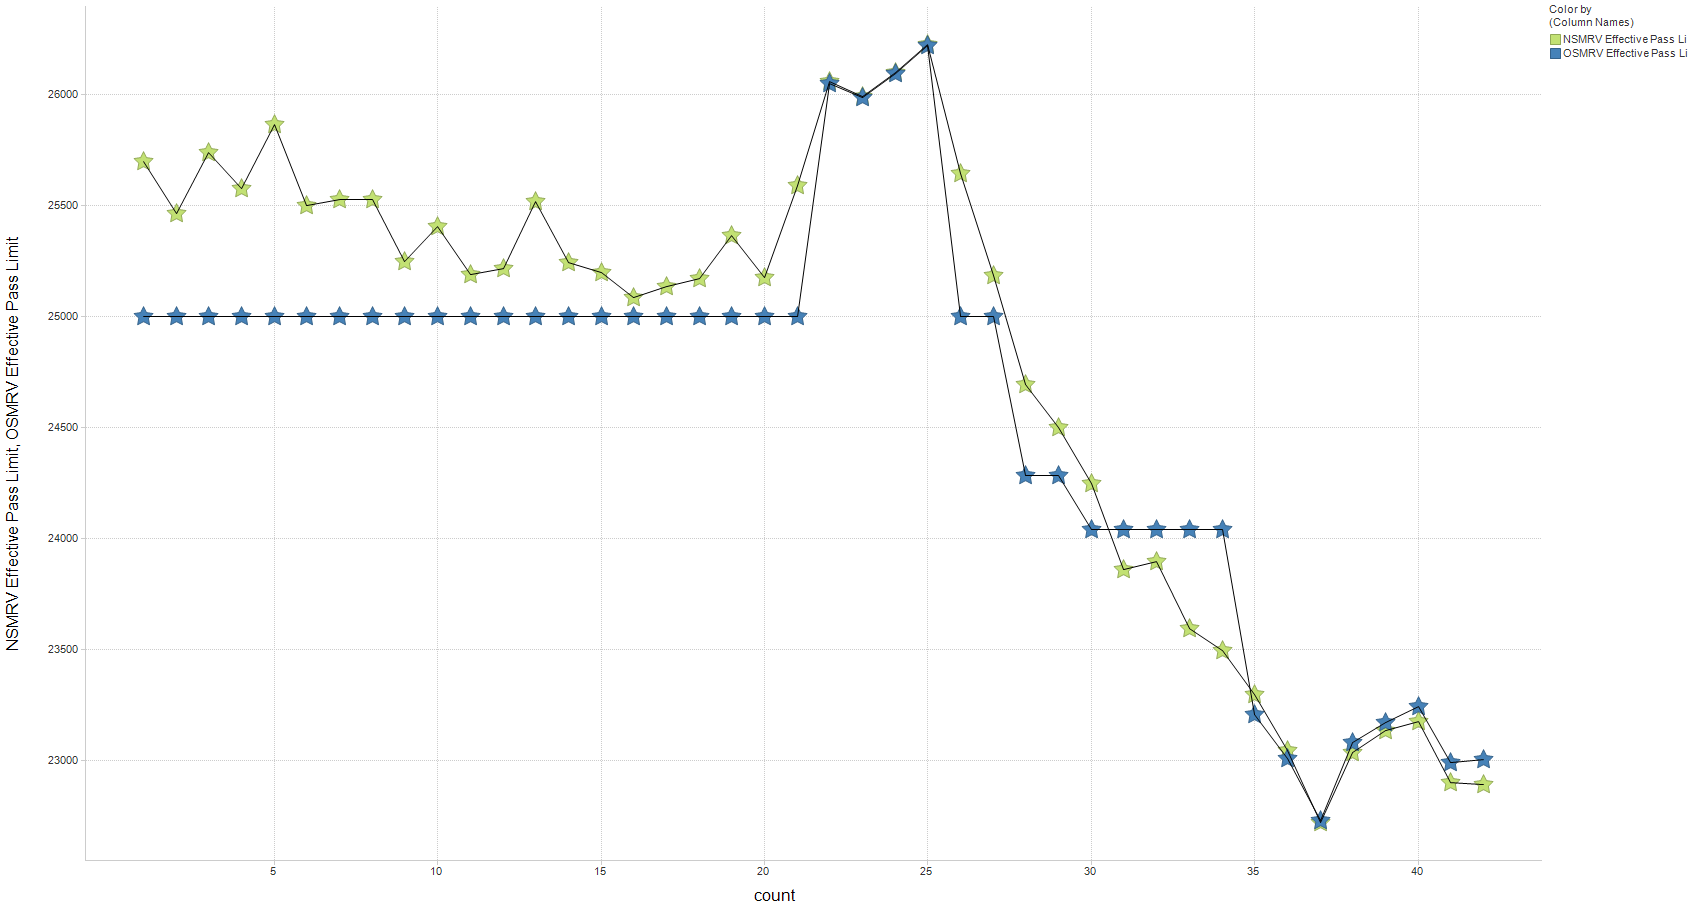 Color by
(Column Names)
NSMRV Effective Pass Li
OSMRV Effective Pass Li
NSMRV Effective Pass Limit, OSMRV Effective Pass Limit
26000
25500
25000
24500
24000
23500
23000
5 10 15 20 25 30 35 40
count